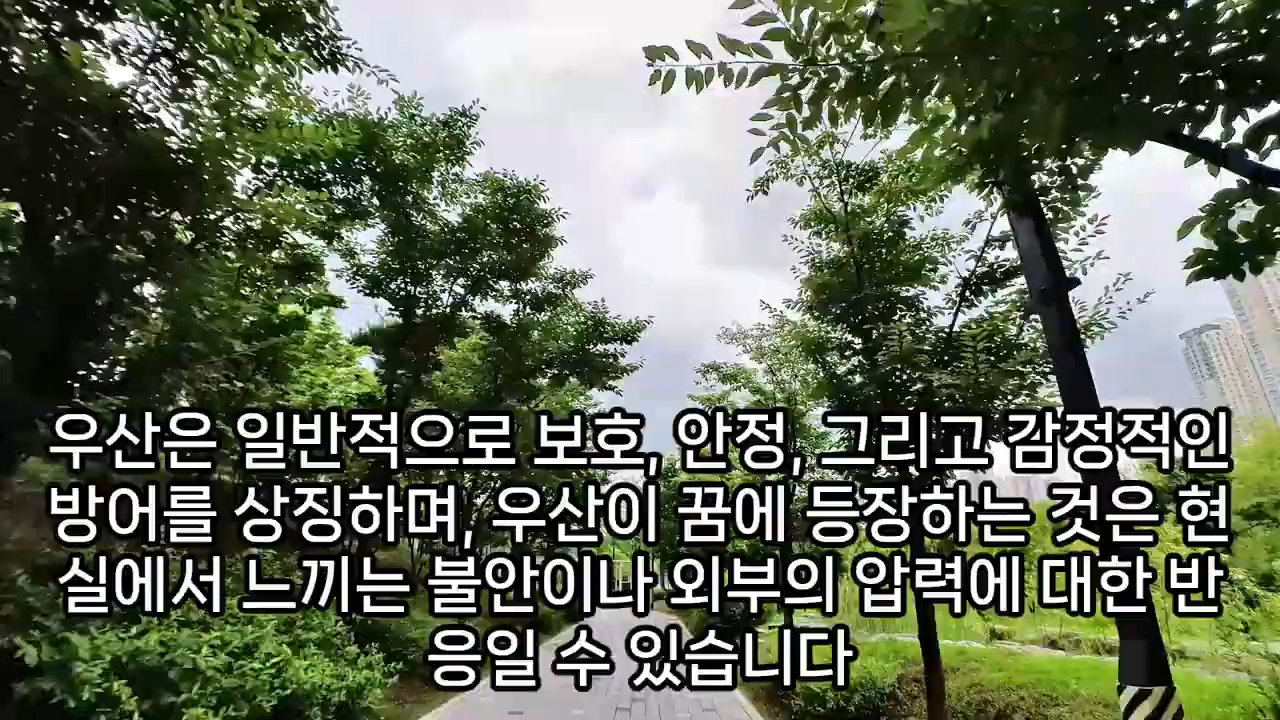 우산은 일반적으로 보호, 안정, 그리고 감정적인
방어를 상징하며, 우산이 꿈에 등장하는 것은 현
실에서 느끼는 불안이나 외부의 압력에 대한 반
응일 수 있습니다